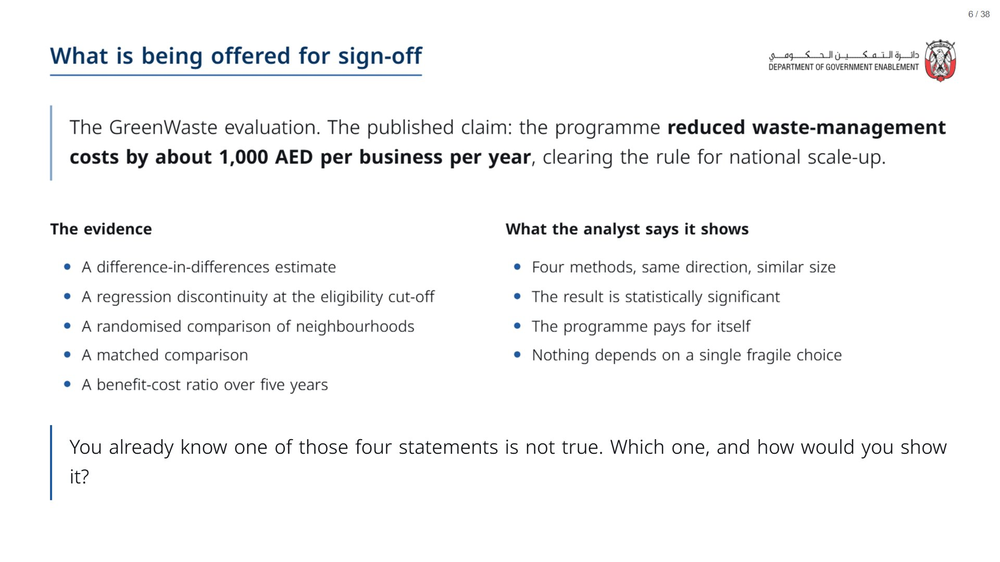 6 / 38
What is being offered for sign-off
دائرة التمكين الحكومي
DEPARTMENT OF GOVERNMENT ENABLEMENT
The GreenWaste evaluation. The published claim: the programme reduced waste-management
costs by about 1,000 AED per business per year, clearing the rule for national scale-up.
The evidence
• A difference-in-differences estimate
• A regression discontinuity at the eligibility cut-off
• A randomised comparison of neighbourhoods
• A matched comparison
• A benefit-cost ratio over five years
What the analyst says it shows
• Four methods, same direction, similar size
• The result is statistically significant
• The programme pays for itself
• Nothing depends on a single fragile choice
You already know one of those four statements is not true. Which one, and how would you show
it?